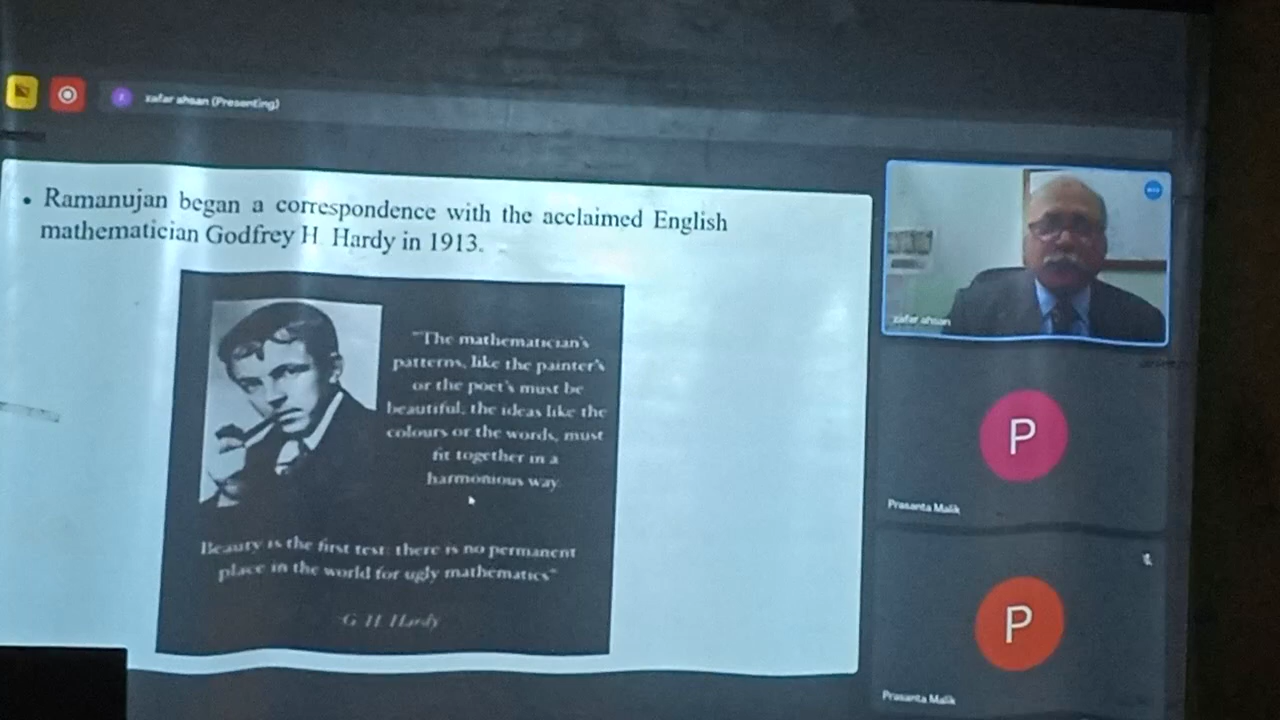 zafar ahsan (Presenting)
• Ramanujan began a correspondence with the acclaimed English
mathematician Godfrey H. Hardy in 1913.
"The mathematician's
patterns, like the painter's
or the poet's must be
beautiful, the ideas like the
colours or the words, must
fit together in a
harmonious way.
Beauty is the first test: there is no permanent
place in the world for ugly mathematics"
G. H. Hardy
zafar ahsan
P
Prasanta Malik
P
Prasanta Malik